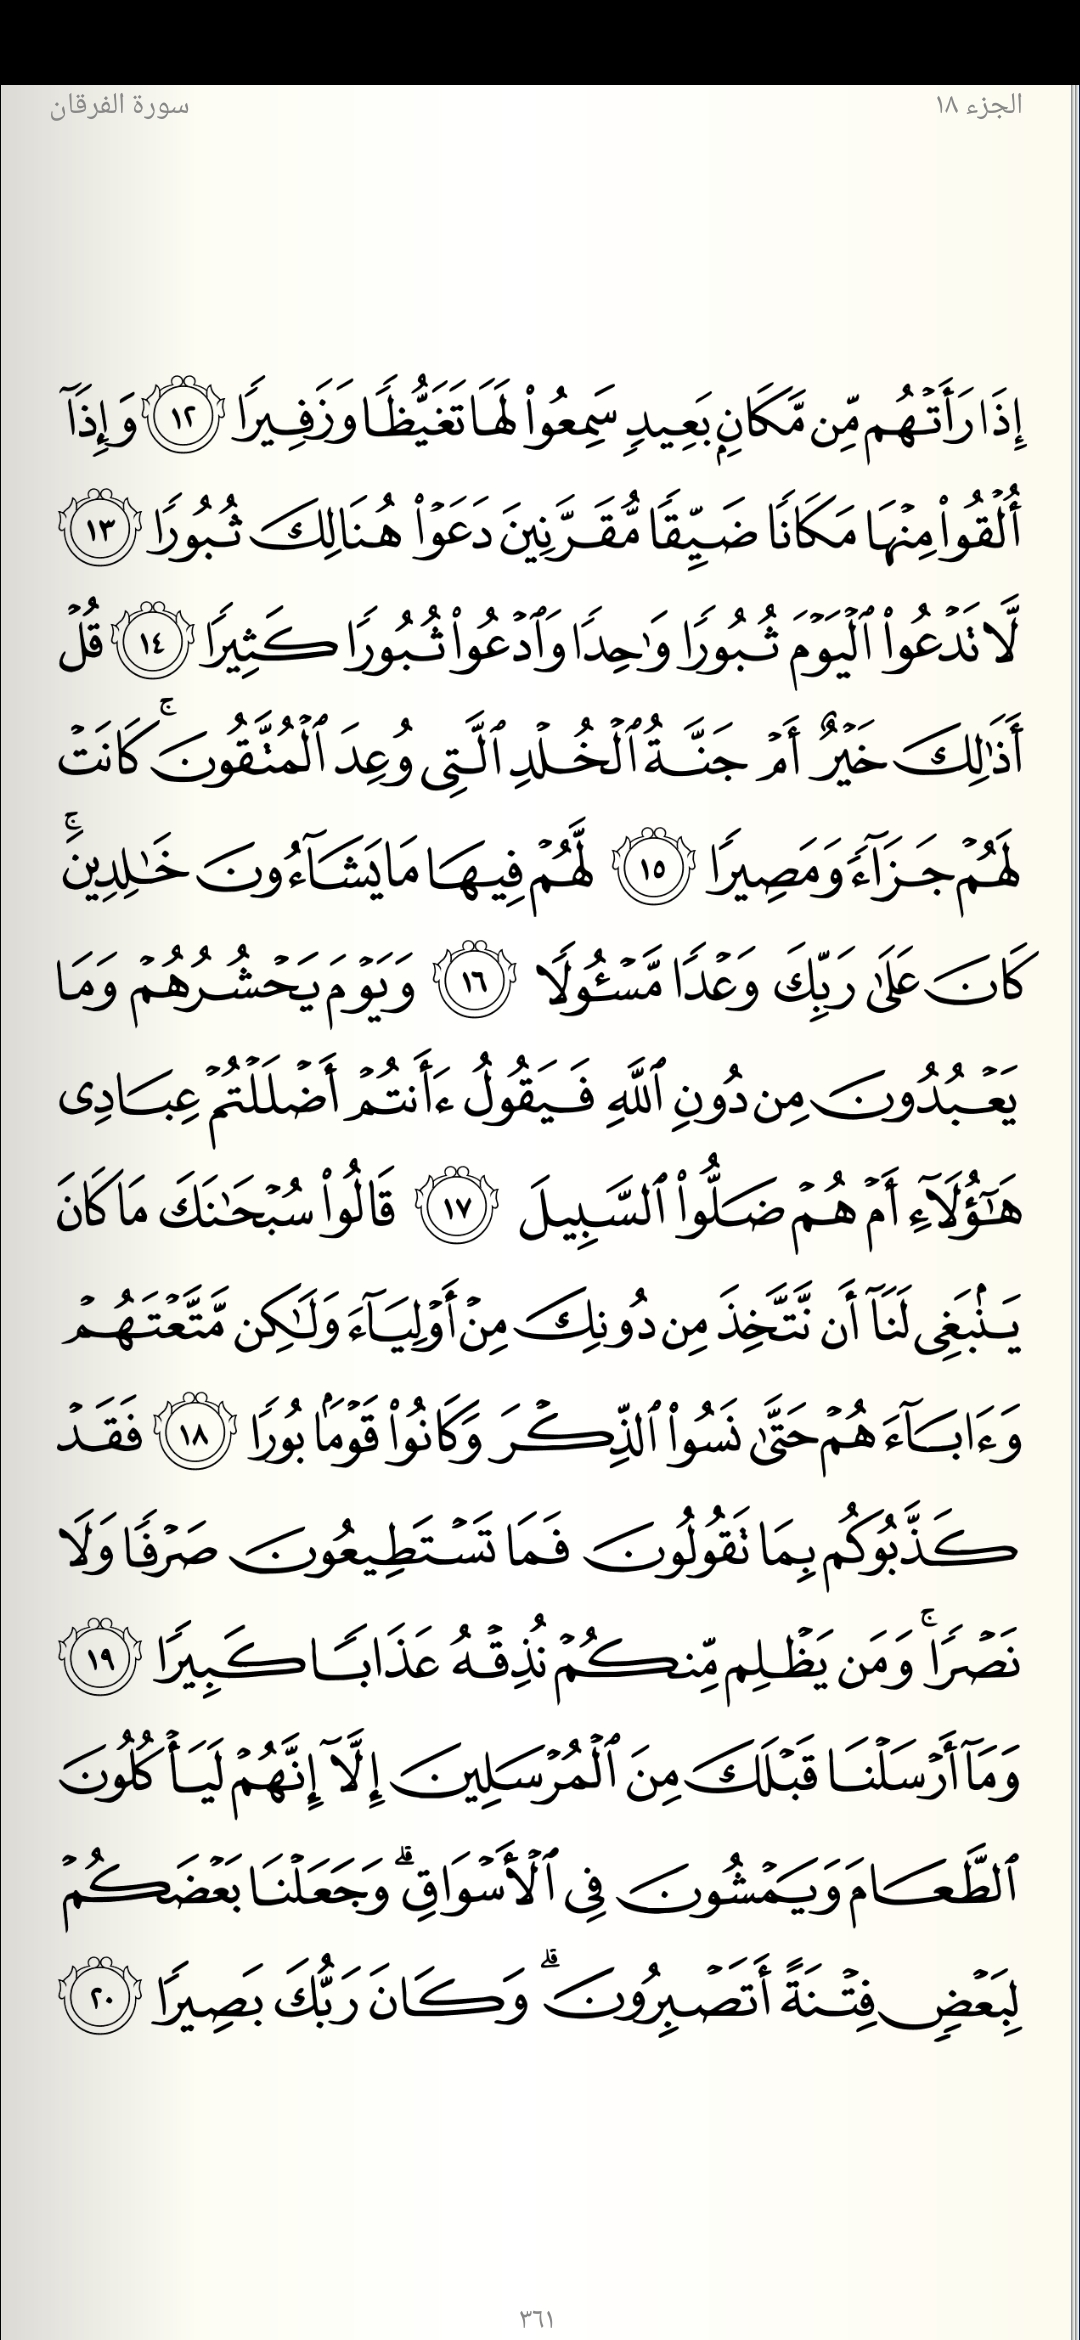 الجزء ١٨
سورة الفرقان
إِذَا رَأَتْهُم مِّن مَّكَانٍۭ بَعِيدٍ سَمِعُوا۟ لَهَا تَغَيُّظًا وَزَفِيرًا ١٢ وَإِذَآ
أُلْقُوا۟ مِنْهَا مَكَانًا ضَيِّقًا مُّقَرَّنِينَ دَعَوْا۟ هُنَالِكَ ثُبُورًا ١٣
لَّا تَدْعُوا۟ ٱلْيَوْمَ ثُبُورًا وَٰحِدًا وَٱدْعُوا۟ ثُبُورًا كَثِيرًا ١٤ قُلْ
أَذَٰلِكَ خَيْرٌ أَمْ جَنَّةُ ٱلْخُلْدِ ٱلَّتِى وُعِدَ ٱلْمُتَّقُونَ ۚ كَانَتْ
لَهُمْ جَزَآءً وَمَصِيرًا ١٥ لَّهُمْ فِيهَا مَا يَشَآءُونَ خَٰلِدِينَ ۚ
كَانَ عَلَىٰ رَبِّكَ وَعْدًا مَّسْـُٔولًا ١٦ وَيَوْمَ يَحْشُرُهُمْ وَمَا
يَعْبُدُونَ مِن دُونِ ٱللَّهِ فَيَقُولُ ءَأَنتُمْ أَضْلَلْتُمْ عِبَادِى
هَٰٓؤُلَآءِ أَمْ هُمْ ضَلُّوا۟ ٱلسَّبِيلَ ١٧ قَالُوا۟ سُبْحَٰنَكَ مَا كَانَ
يَنۢبَغِى لَنَآ أَن نَّتَّخِذَ مِن دُونِكَ مِنْ أَوْلِيَآءَ وَلَٰكِن مَّتَّعْتَهُمْ
وَءَابَآءَهُمْ حَتَّىٰ نَسُوا۟ ٱلذِّكْرَ وَكَانُوا۟ قَوْمًۢا بُورًا ١٨ فَقَدْ
كَذَّبُوكُم بِمَا تَقُولُونَ فَمَا تَسْتَطِيعُونَ صَرْفًا وَلَا
نَصْرًا ۚ وَمَن يَظْلِم مِّنكُمْ نُذِقْهُ عَذَابًا كَبِيرًا ١٩
وَمَآ أَرْسَلْنَا قَبْلَكَ مِنَ ٱلْمُرْسَلِينَ إِلَّآ إِنَّهُمْ لَيَأْكُلُونَ
ٱلطَّعَامَ وَيَمْشُونَ فِى ٱلْأَسْوَاقِ ۗ وَجَعَلْنَا بَعْضَكُمْ
لِبَعْضٍ فِتْنَةً أَتَصْبِرُونَ ۗ وَكَانَ رَبُّكَ بَصِيرًا ٢٠
٣٦١